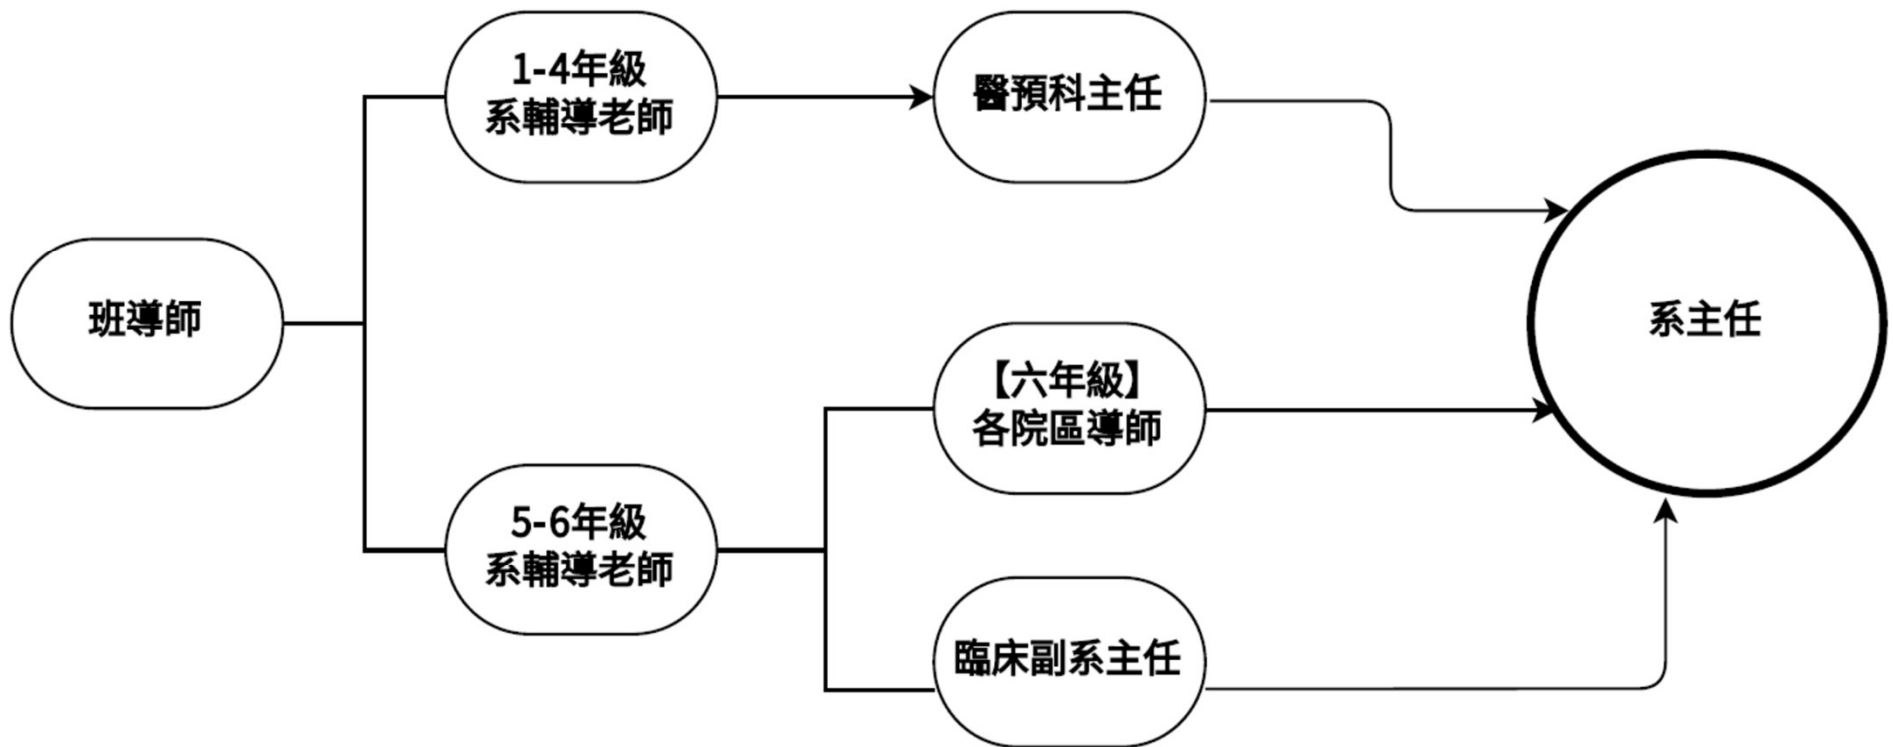 1-4年級
系輔導老師
醫預科主任
班導師
系主任
【六年級】
各院區導師
5-6年級
系輔導老師
臨床副系主任